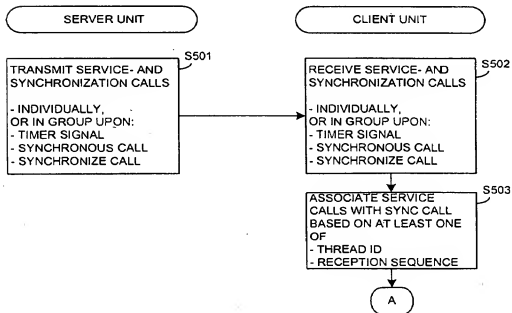 SERVER UNIT
CLIENT UNIT
S501
TRANSMIT SERVICE- AND
SYNCHRONIZATION CALLS
- INDIVIDUALLY,
OR IN GROUP UPON:
- TIMER SIGNAL
- SYNCHRONOUS CALL
- SYNCHRONIZE CALL
S502
RECEIVE SERVICE- AND
SYNCHRONIZATION CALLS
- INDIVIDUALLY,
OR IN GROUP UPON:
- TIMER SIGNAL
- SYNCHRONOUS CALL
- SYNCHRONIZE CALL
S503
ASSOCIATE SERVICE
CALLS WITH SYNC CALL
BASED ON AT LEAST ONE
OF
- THREAD ID
- RECEPTION SEQUENCE
A